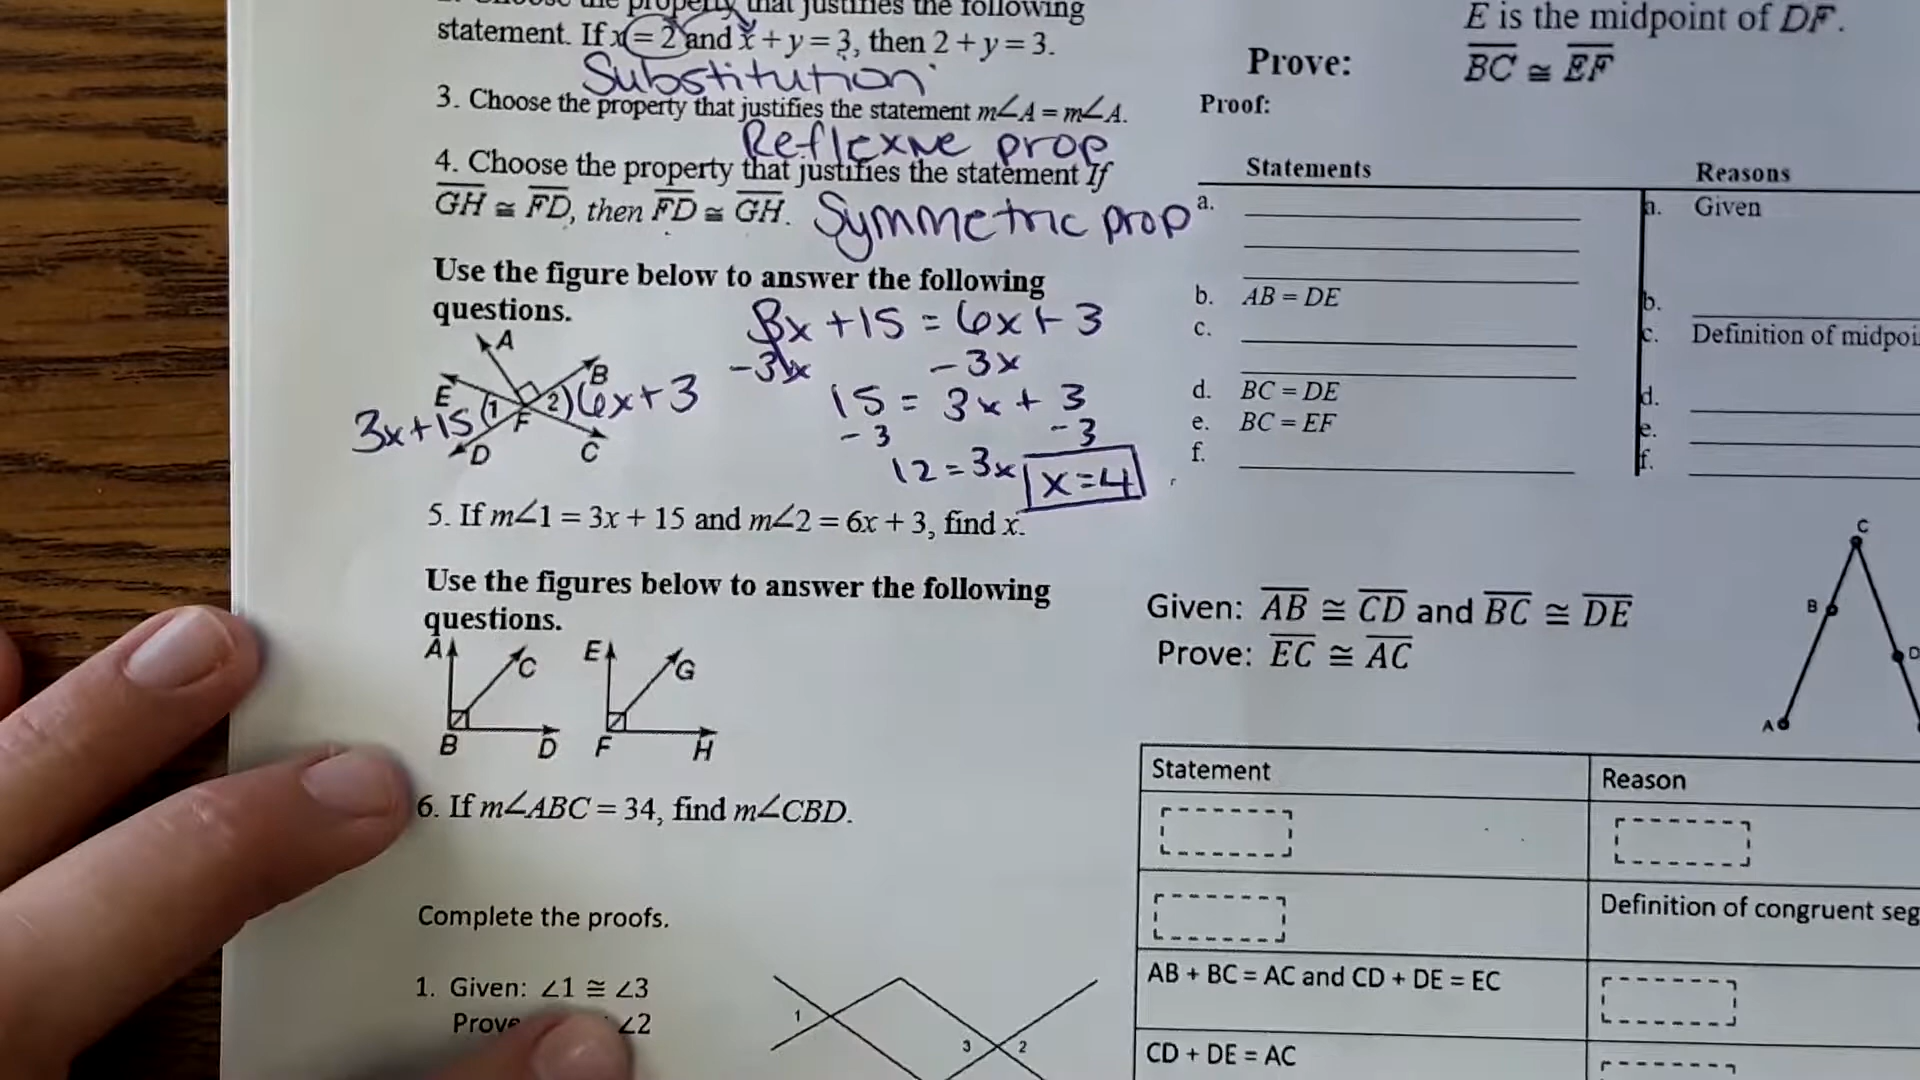 the property that justifies the following
statement. If x = 2 and x + y = 3, then 2 + y = 3.
Substitution
3. Choose the property that justifies the statement m∠A = m∠A.
Reflexive prop
4. Choose the property that justifies the statement If
GH ≅ FD, then FD ≅ GH. Symmetric prop
Use the figure below to answer the following
questions.
3x + 15 = 6x + 3
-3x -3x
15 = 3x + 3
-3 -3
12 = 3x x=4
A
B
E
1 2
F
3x+15 6x+3
D C
5. If m∠1 = 3x + 15 and m∠2 = 6x + 3, find x.
Use the figures below to answer the following
questions.
A C E G
B D F H
6. If m∠ABC = 34, find m∠CBD.
Complete the proofs.
1. Given: ∠1 ≅ ∠3
Prove ∠2
1 3 2
E is the midpoint of DF.
Prove: BC ≅ EF
Proof:
Statements Reasons
a. a. Given
b. AB = DE b.
c. c. Definition of
d. BC = DE d.
e. BC = EF e.
f. f.
Given: AB ≅ CD and BC ≅ DE
Prove: EC ≅ AC
C
B
D
A
Statement Reason
Definition of congruent
AB + BC = AC and CD + DE = EC
CD + DE = AC